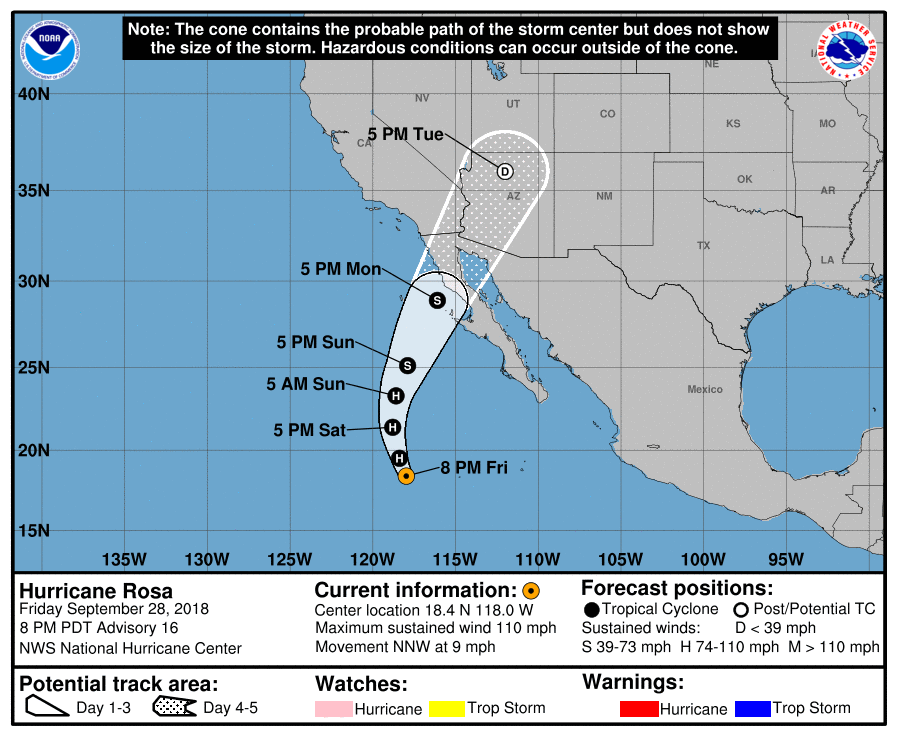 Note: The cone contains the probable path of the storm center but does not show
the size of the storm. Hazardous conditions can occur outside of the cone.
NOAA
NATIONAL WEATHER SERVICE
NE
IA
40N
NV
UT
CO
KS
MO
5 PM Tue
CA
D
35N
AZ
NM
OK
AR
TX
LA
5 PM Mon
30N
S
5 PM Sun
25N
S
5 AM Sun
H
Mexico
5 PM Sat
H
20N
H
8 PM Fri
15N
135W 130W 125W 120W 115W 110W 105W 100W 95W
Hurricane Rosa
Friday September 28, 2018
8 PM PDT Advisory 16
NWS National Hurricane Center
Current information:
Center location 18.4 N 118.0 W
Maximum sustained wind 110 mph
Movement NNW at 9 mph
Forecast positions:
Tropical Cyclone Post/Potential TC
Sustained winds: D < 39 mph
S 39-73 mph H 74-110 mph M > 110 mph
Potential track area:
Day 1-3 Day 4-5
Watches:
Hurricane Trop Storm
Warnings:
Hurricane Trop Storm